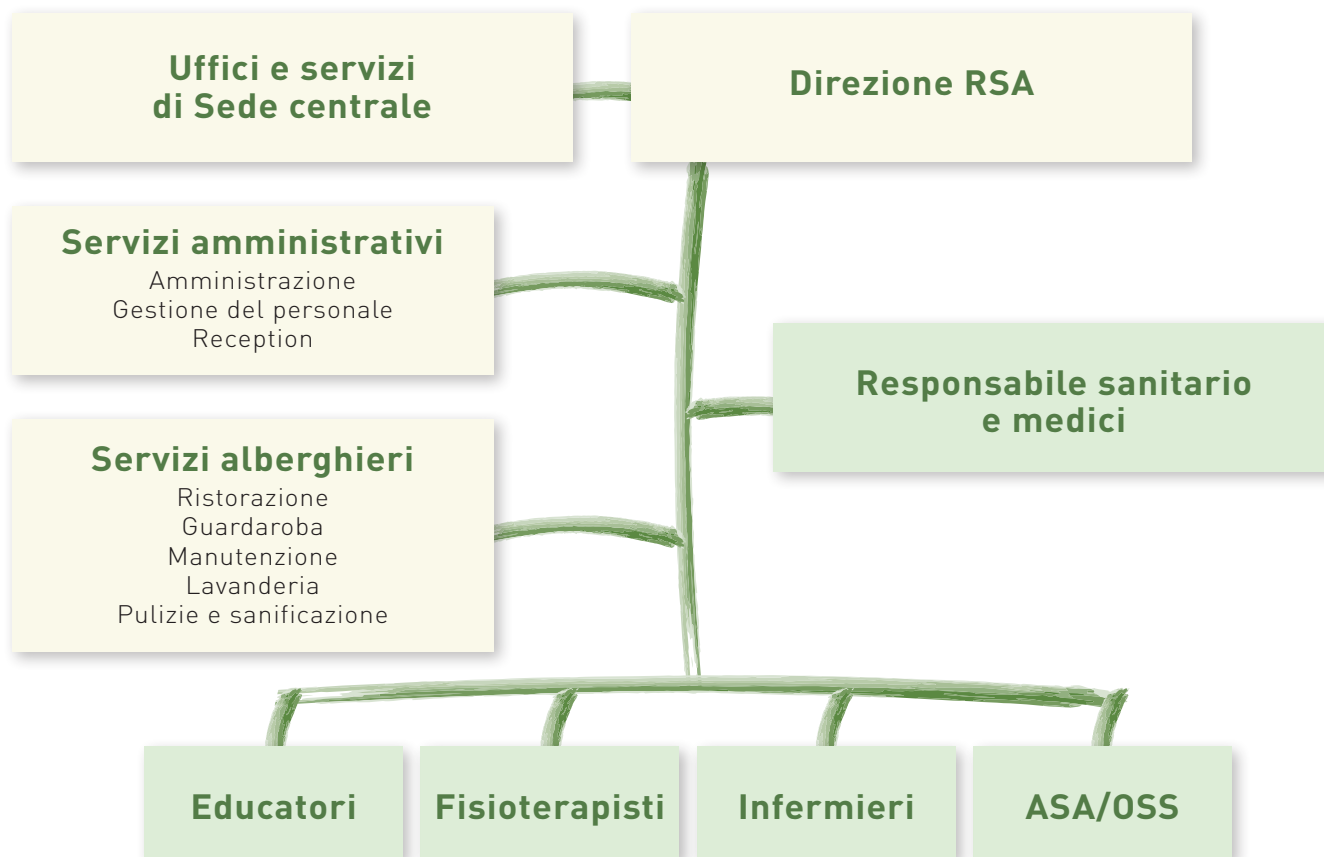 Uffici e servizi
di Sede centrale
Direzione RSA
Servizi amministrativi
Amministrazione
Gestione del personale
Reception
Responsabile sanitario
e medici
Servizi alberghieri
Ristorazione
Guardaroba
Manutenzione
Lavanderia
Pulizie e sanificazione
Educatori
Fisioterapisti
Infermieri
ASA/OSS